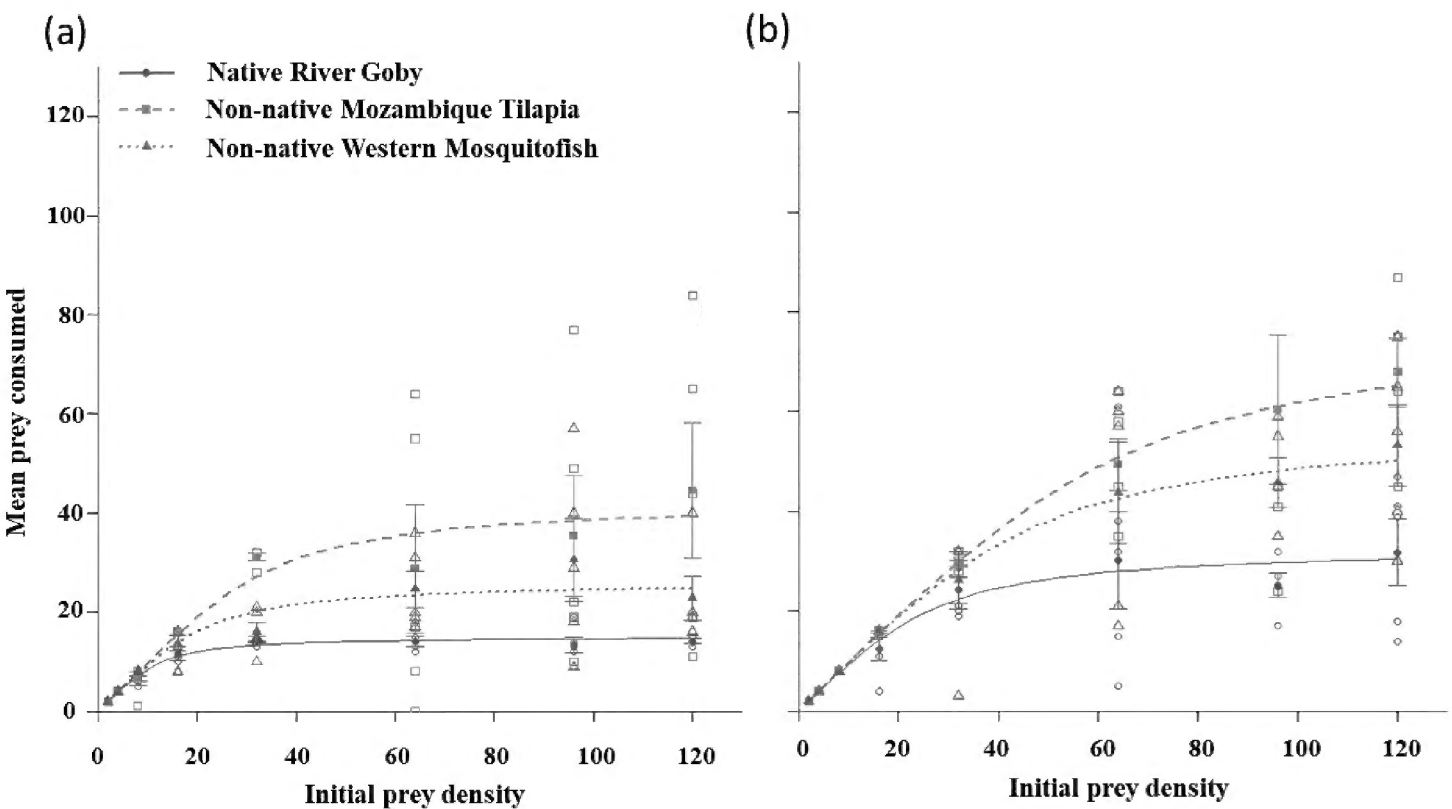 (a)
(b)
Native River Goby
Non-native Mozambique Tilapia
Non-native Western Mosquitofish
Mean prey consumed
120
100
80
60
40
20
0
0 20 40 60 80 100 120
Initial prey density
0 20 40 60 80 100 120
Initial prey density